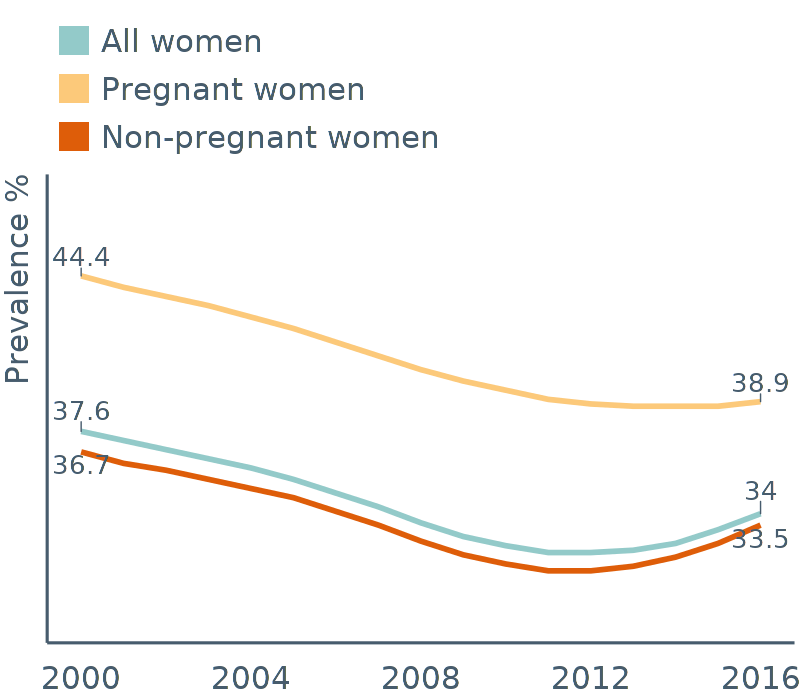 All women
Pregnant women
Non-pregnant women
Prevalence %
44.4
38.9
37.6
36.7
34
33.5
2000 2004 2008 2012 2016